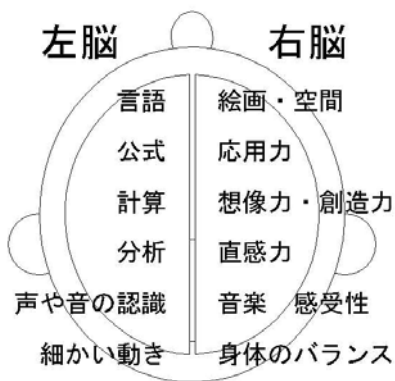 左脳 右脳
言語 絵画・空間
公式 応用力
計算 想像力・創造力
分析 直感力
声や音の認識 音楽 感受性
細かい動き 身体のバランス